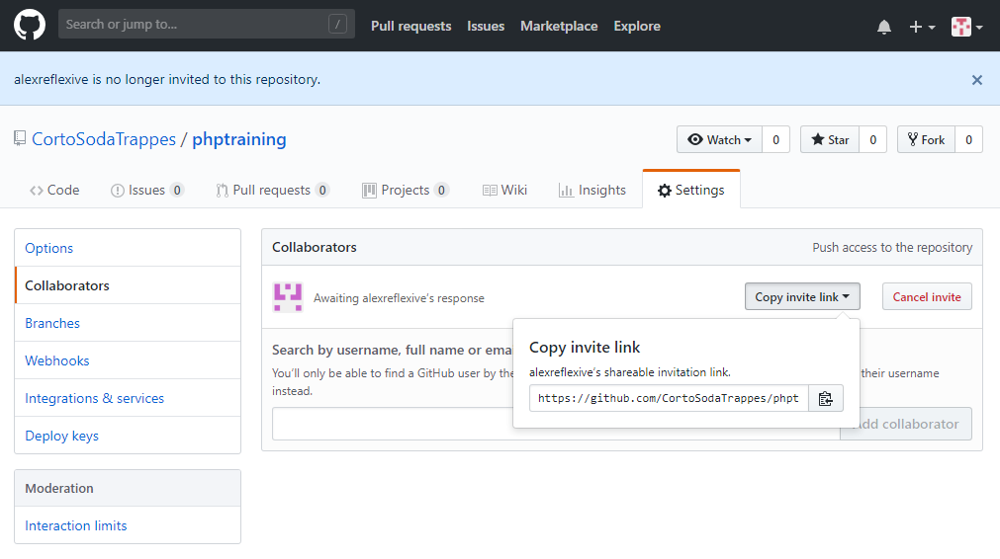 Search or jump to... /
Pull requests Issues Marketplace Explore
alexreflexive is no longer invited to this repository.
CortoSodaTrappes / phptraining
Watch 0 Star 0 Fork 0
Code Issues 0 Pull requests 0 Projects 0 Wiki Insights Settings
Options
Collaborators
Branches
Webhooks
Integrations & services
Deploy keys
Moderation
Interaction limits
Collaborators Push access to the repository
Awaiting alexreflexive’s response Copy invite link Cancel invite
Search by username, full name or
You’ll only be able to find a GitHub user by their username
instead.
Copy invite link
alexreflexive’s shareable invitation link.
https://github.com/CortoSodaTrappes/phpt
collaborator